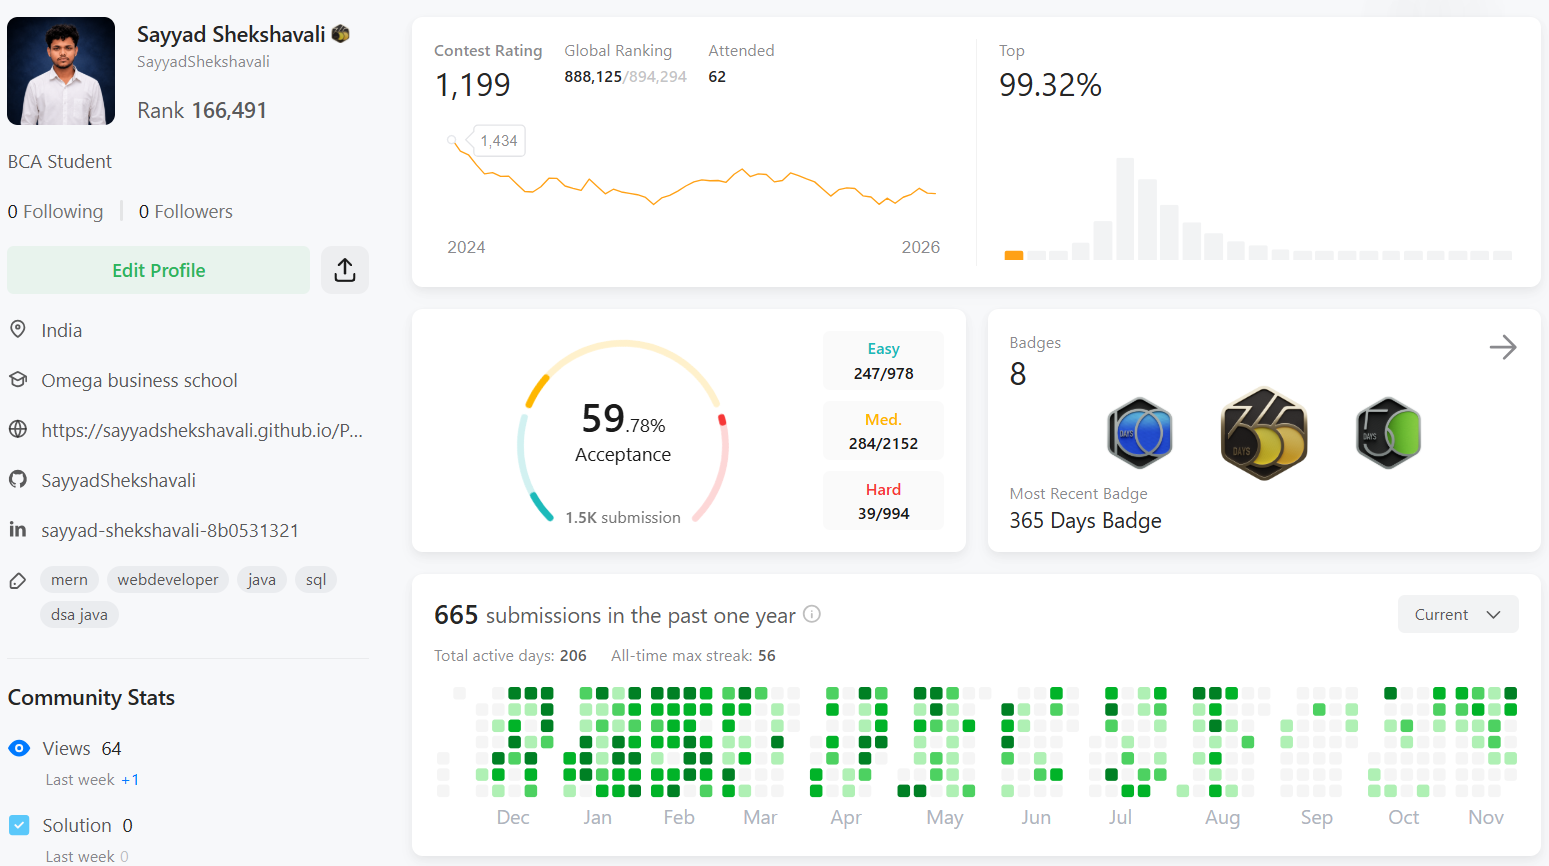 Sayyad Shekshavali
SayyadShekshavali
Rank 166,491
BCA Student
0 Following | 0 Followers
Edit Profile
India
Omega business school
https://sayyadshekshavali.github.io/P...
SayyadShekshavali
sayyad-shekshavali-8b0531321
mern webdeveloper java sql
dsa java
Community Stats
Views 64
Last week +1
Solution 0
Last week 0
Contest Rating
1,199
Global Ranking
888,125/894,294
Attended
62
1,434
2024 2026
Top
99.32%
59.78%
Acceptance
1.5K submission
Easy
247/978
Med.
284/2152
Hard
39/994
Badges
8
100 DAYS
365 DAYS
50 DAYS
Most Recent Badge
365 Days Badge
665 submissions in the past one year
Current
Total active days: 206 All-time max streak: 56
Dec Jan Feb Mar Apr May Jun Jul Aug Sep Oct Nov